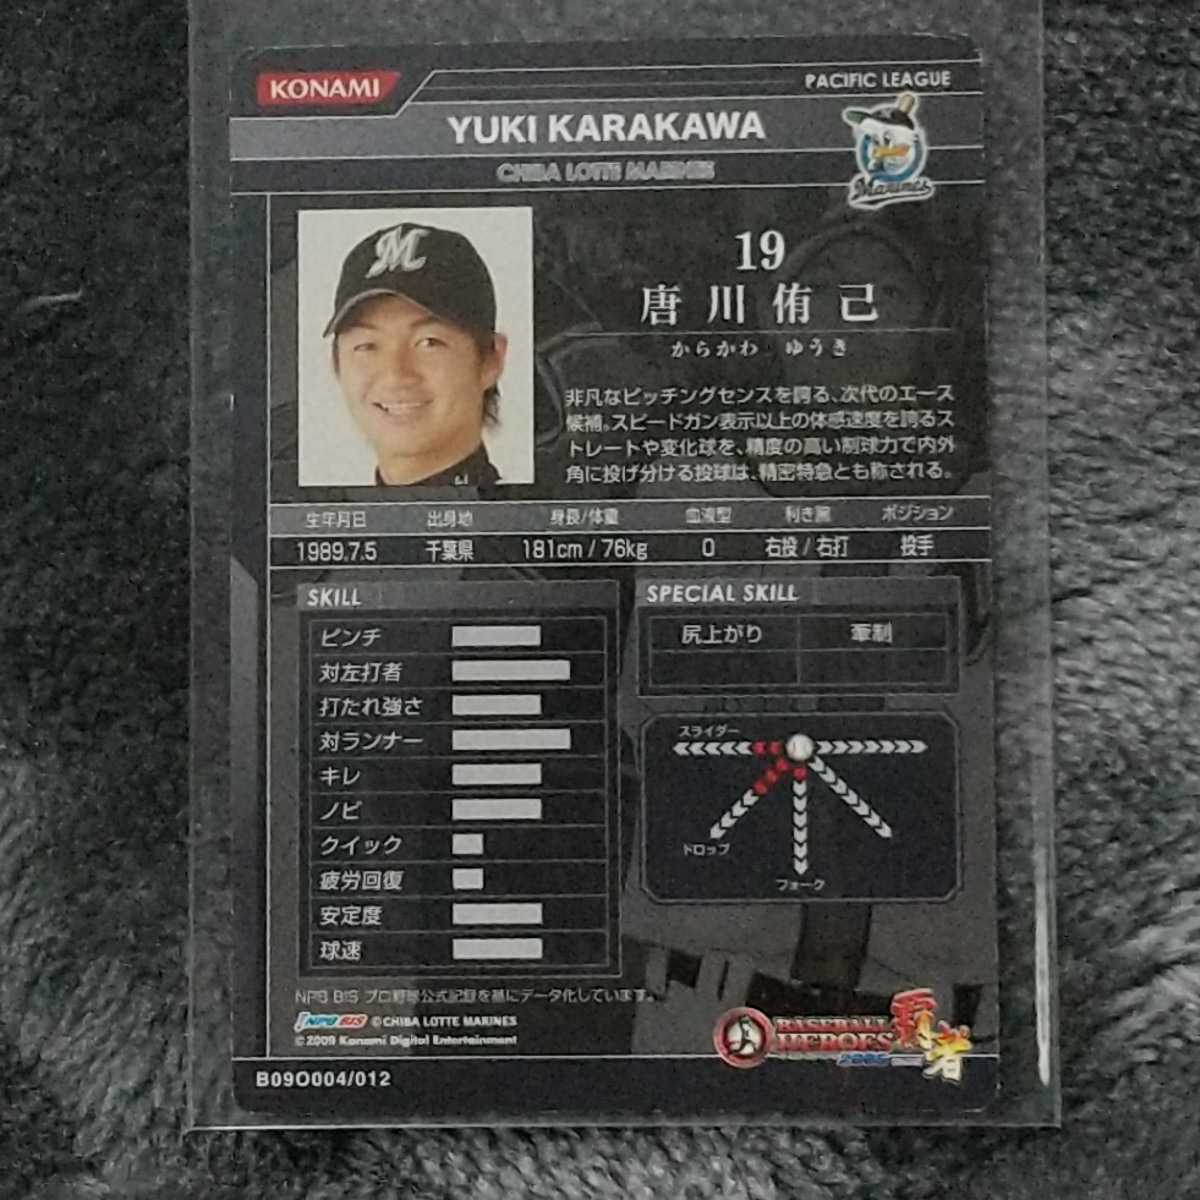 KONAMI
PACIFIC LEAGUE
YUKI KARAKAWA
CHIBA LOTTE MARINES
Marines
M
19
唐川 侑己
からかわ ゆうき
非凡なピッチングセンスを誇る、次代のエース
候補。スピードガン表示以上の体感速度を誇るス
トレートや変化球を、精度の高い制球力で内外
角に投げ分ける投球は、精密特急とも称される。
生年月日 出身地 身長/体重 血液型 利き腕 ポジション
1989.7.5 千葉県 181cm / 76kg O 右投 / 右打 投手
SKILL
ピンチ
対左打者
打たれ強さ
対ランナー
キレ
ノビ
クイック
疲労回復
安定度
球速
SPECIAL SKILL
尻上がり 牽制
スライダー
ドロップ
フォーク
NPB BIS プロ野球公式記録を基にデータ化しています。
NPB BIS ©CHIBA LOTTE MARINES
©2009 Konami Digital Entertainment
BASEBALL
HEROES
覇者
B09O004/012